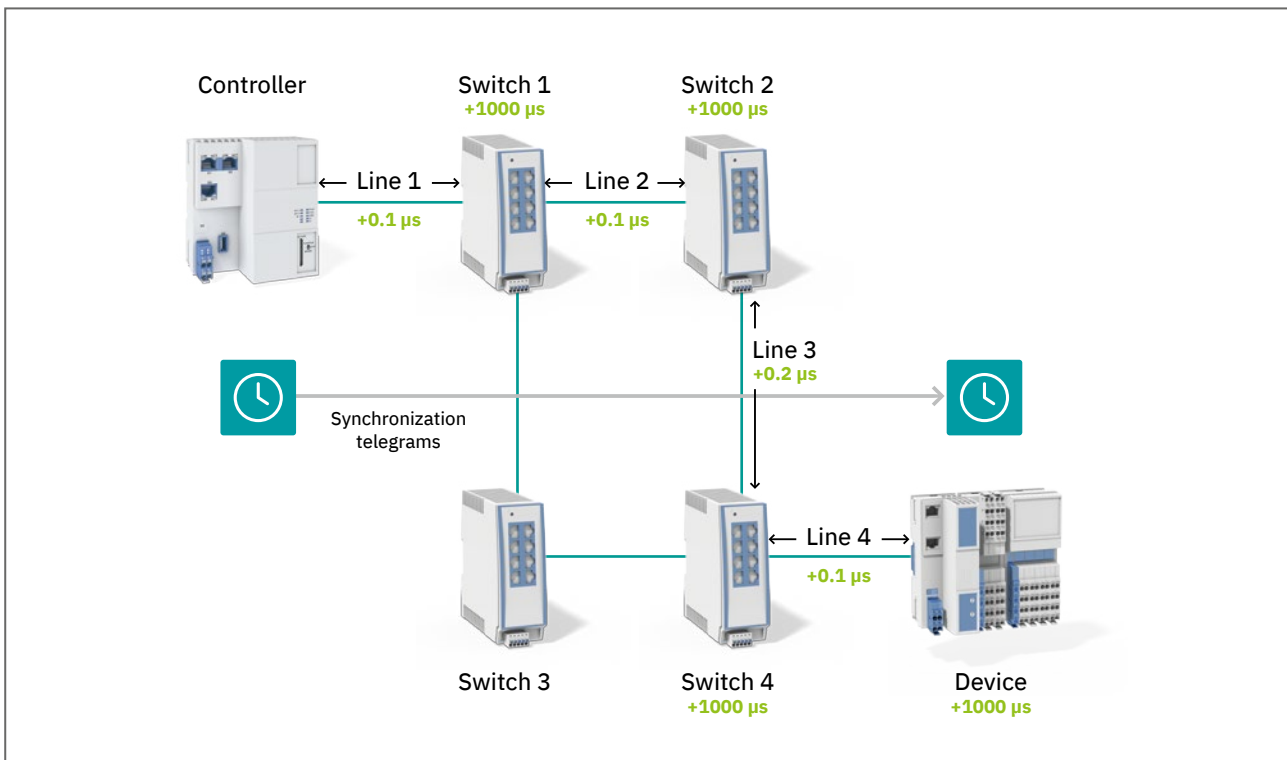 Controller
Switch 1
+1000 µs
Switch 2
+1000 µs
Line 1
+0.1 µs
Line 2
+0.1 µs
Line 3
+0.2 µs
Synchronization
telegrams
Line 4
+0.1 µs
Switch 3
Switch 4
+1000 µs
Device
+1000 µs